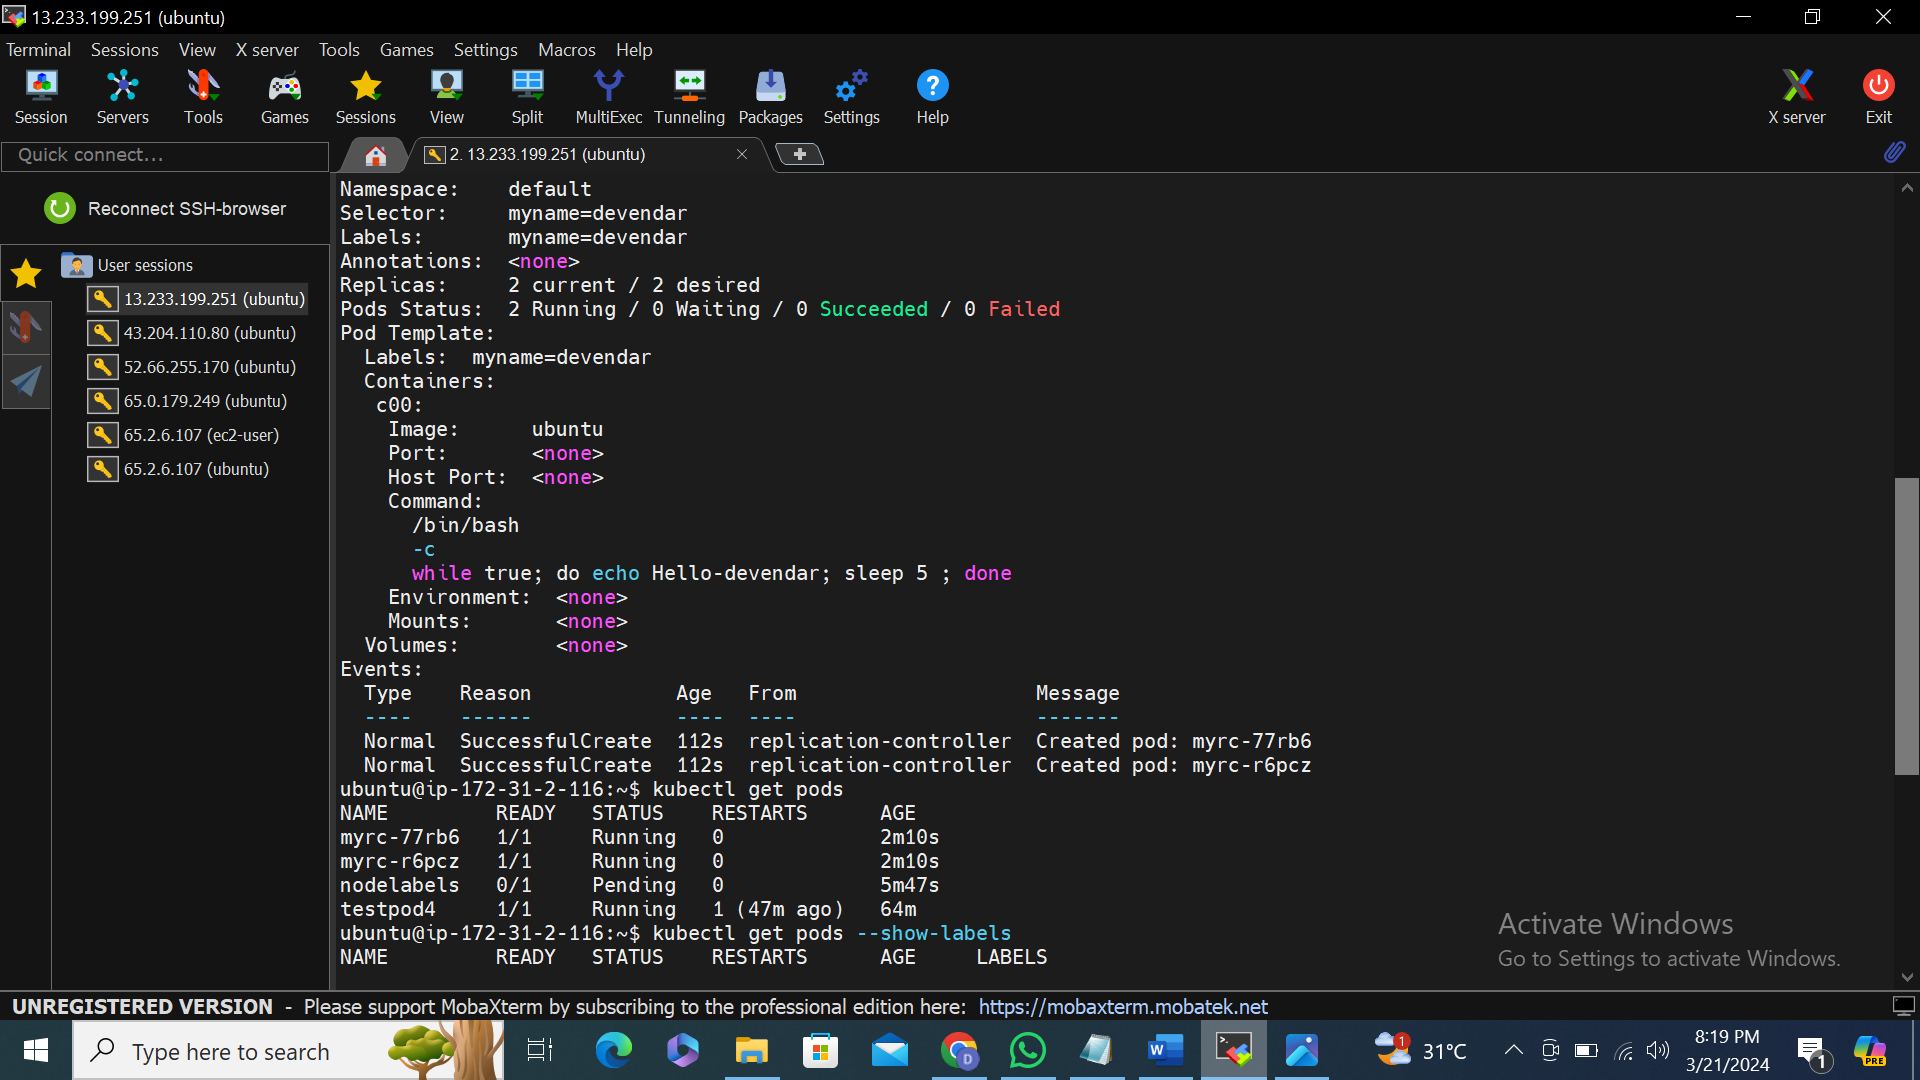 13.233.199.251 (ubuntu)
Terminal Sessions View X server Tools Games Settings Macros Help
Session Servers Tools Games Sessions View Split MultiExec Tunneling Packages Settings Help X server Exit
Quick connect...
2. 13.233.199.251 (ubuntu)
Reconnect SSH-browser
User sessions
13.233.199.251 (ubuntu)
43.204.110.80 (ubuntu)
52.66.255.170 (ubuntu)
65.0.179.249 (ubuntu)
65.2.6.107 (ec2-user)
65.2.6.107 (ubuntu)
Namespace:    default
Selector:     myname=devendar
Labels:       myname=devendar
Annotations:  <none>
Replicas:     2 current / 2 desired
Pods Status:  2 Running / 0 Waiting / 0 Succeeded / 0 Failed
Pod Template:
  Labels:  myname=devendar
  Containers:
   c00:
    Image:      ubuntu
    Port:       <none>
    Host Port:  <none>
    Command:
      /bin/bash
      -c
      while true; do echo Hello-devendar; sleep 5 ; done
    Environment:  <none>
    Mounts:       <none>
  Volumes:        <none>
Events:
  Type    Reason            Age   From                    Message
  ----    ------            ----  ----                    -------
  Normal  SuccessfulCreate  112s  replication-controller  Created pod: myrc-77rb6
  Normal  SuccessfulCreate  112s  replication-controller  Created pod: myrc-r6pcz
ubuntu@ip-172-31-2-116:~$ kubectl get pods
NAME         READY   STATUS    RESTARTS      AGE
myrc-77rb6   1/1     Running   0             2m10s
myrc-r6pcz   1/1     Running   0             2m10s
nodelabels   0/1     Pending   0             5m47s
testpod4     1/1     Running   1 (47m ago)   64m
ubuntu@ip-172-31-2-116:~$ kubectl get pods --show-labels
NAME         READY   STATUS    RESTARTS      AGE     LABELS
Activate Windows
Go to Settings to activate Windows.
UNREGISTERED VERSION - Please support MobaXterm by subscribing to the professional edition here: https://mobaxterm.mobatek.net
Type here to search
D
W
1
31°C
8:19 PM
3/21/2024
1
PRE